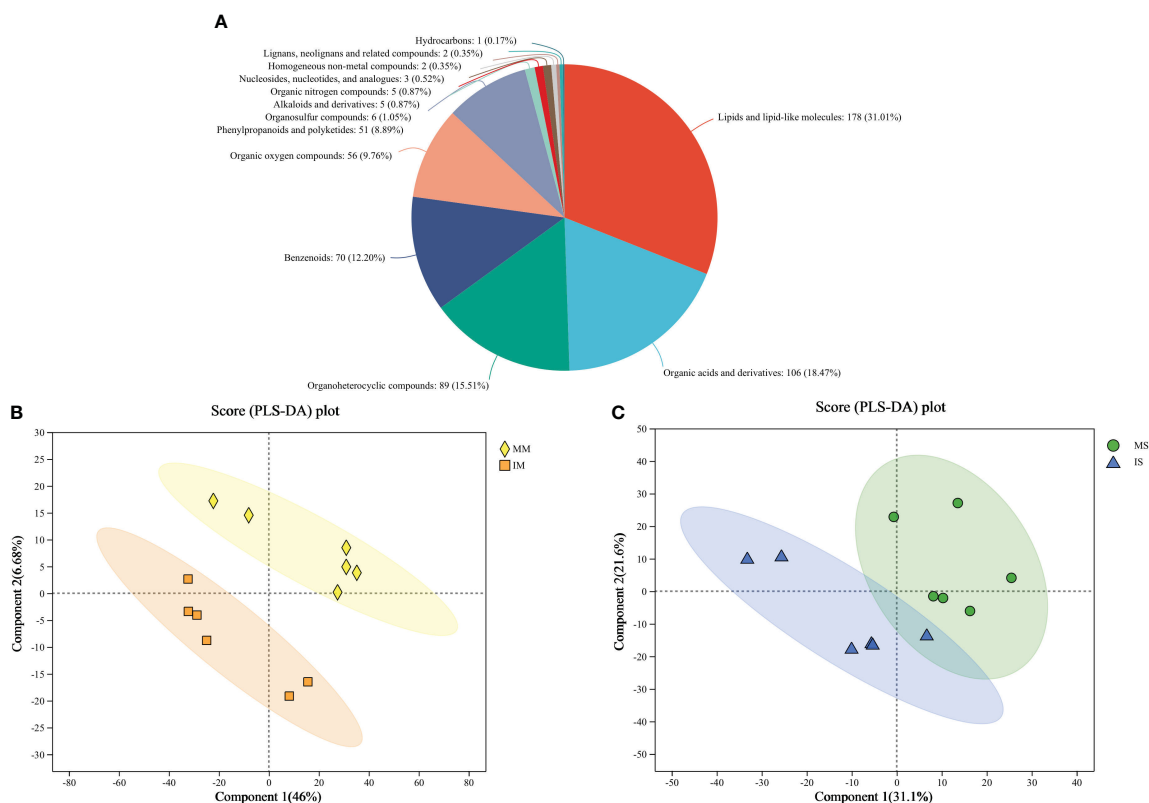 A
Hydrocarbons: 1 (0.17%)
Lignans, neolignans and related compounds: 2 (0.35%)
Homogeneous non-metal compounds: 2 (0.35%)
Nucleosides, nucleotides, and analogues: 3 (0.52%)
Organic nitrogen compounds: 5 (0.87%)
Alkaloids and derivatives: 5 (0.87%)
Organosulfur compounds: 6 (1.05%)
Phenylpropanoids and polyketides: 51 (8.89%)
Organic oxygen compounds: 56 (9.76%)
Benzenoids: 70 (12.20%)
Organoheterocyclic compounds: 89 (15.51%)
Lipids and lipid-like molecules: 178 (31.01%)
Organic acids and derivatives: 106 (18.47%)
B
Score (PLS-DA) plot
MM
IM
Component 2(6.68%)
30
25
20
15
10
5
0
-5
-10
-15
-20
-25
-30
-80 -60 -40 -20 0 20 40 60 80
Component 1(46%)
C
Score (PLS-DA) plot
MS
IS
Component 2(21.6%)
50
40
30
20
10
0
-10
-20
-30
-40
-50
-50 -40 -30 -20 -10 0 10 20 30 40
Component 1(31.1%)